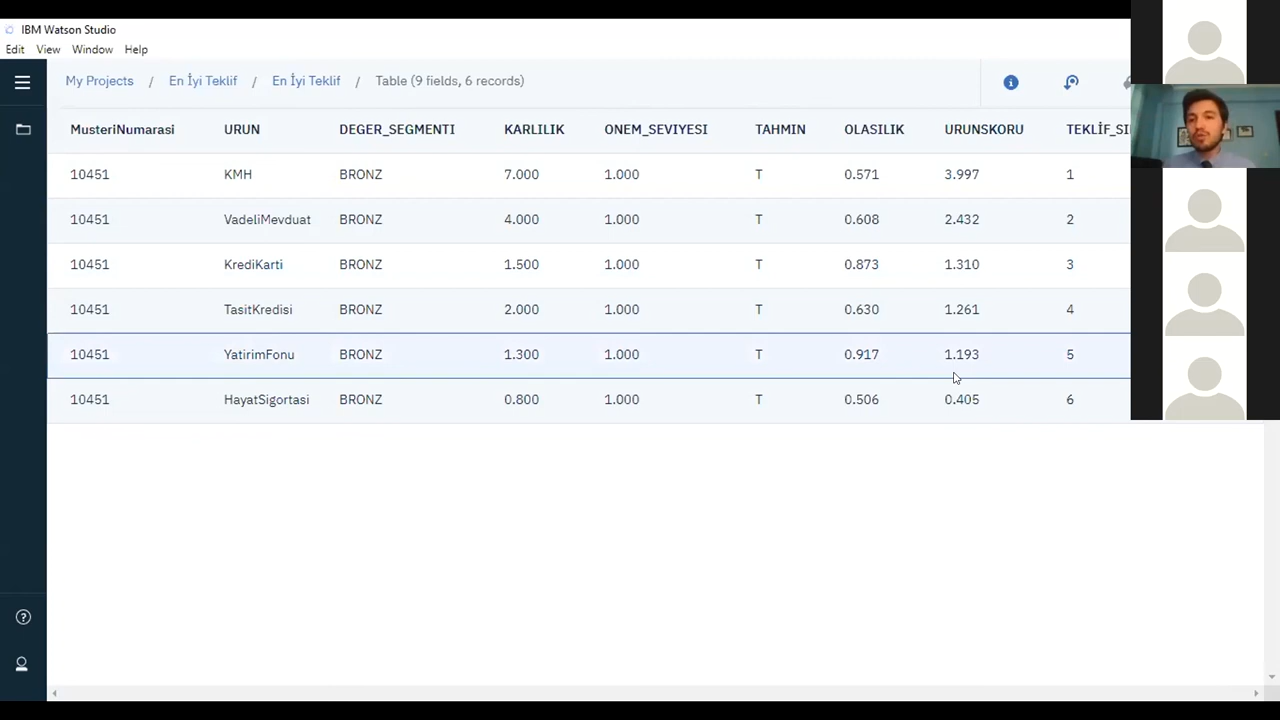 IBM Watson Studio
Edit View Window Help
My Projects / En İyi Teklif / En İyi Teklif / Table (9 fields, 6 records)
MusteriNumarasi URUN DEGER_SEGMENTI KARLILIK ONEM_SEVIYESI TAHMIN OLASILIK URUNSKORU
10451 KMH BRONZ 7.000 1.000 T 0.571 3.997 1
10451 VadeliMevduat BRONZ 4.000 1.000 T 0.608 2.432 2
10451 KrediKarti BRONZ 1.500 1.000 T 0.873 1.310 3
10451 TasitKredisi BRONZ 2.000 1.000 T 0.630 1.261 4
10451 YatirimFonu BRONZ 1.300 1.000 T 0.917 1.193 5
10451 HayatSigortasi BRONZ 0.800 1.000 T 0.506 0.405 6